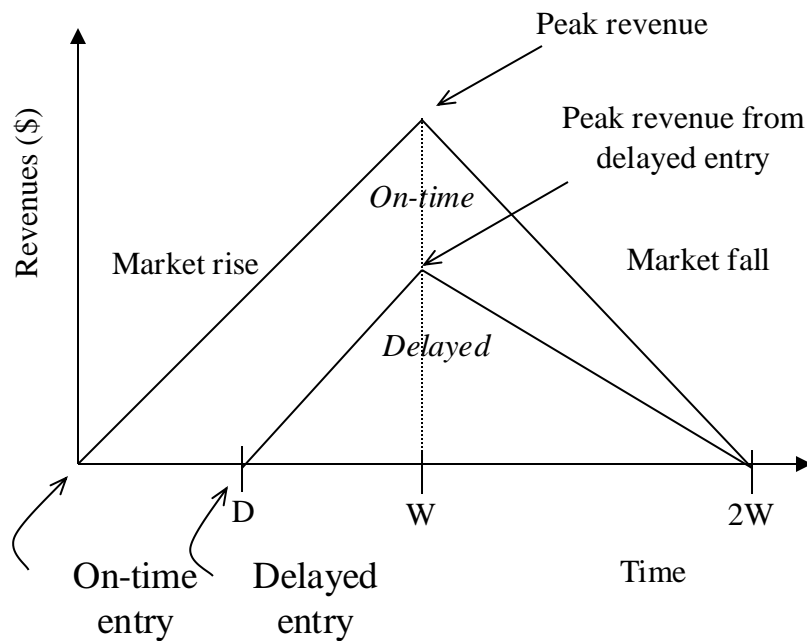 Peak revenue
Peak revenue from
delayed entry
Revenues ($)
On-time
Market rise
Market fall
Delayed
D
W
2W
On-time
entry
Delayed
entry
Time